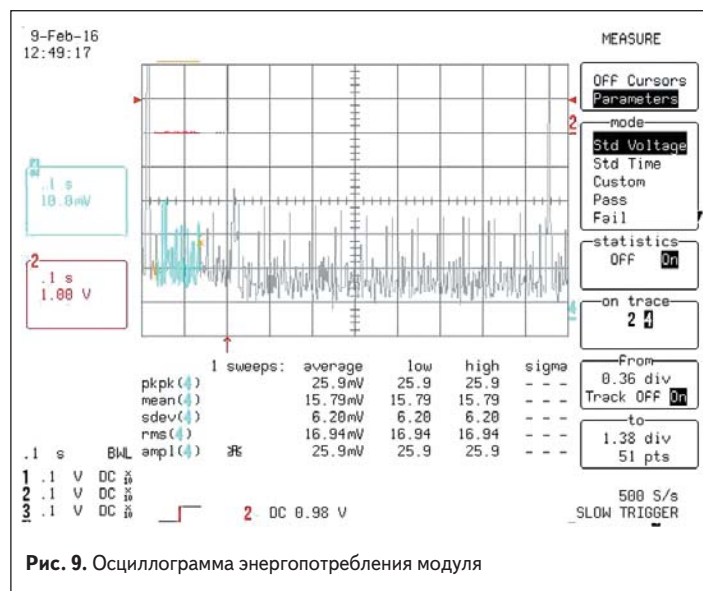 9-Feb-16
12:49:17
MEASURE
OFF Cursors
Parameters
mode
Std Voltage
Std Time
Custom
Pass
Fail
statistics
OFF On
on trace
2 4
from
0.36 div
Track OFF On
to
1.38 div
51 pts
4
.1 s
10.0mV
2
.1 s
1.00 V
2
4
1 sweeps: average low high sigma
pkpk(4) 25.9mV 25.9 25.9 - - -
mean(4) 15.79mV 15.79 15.79 - - -
sdev(4) 6.20mV 6.20 6.20 - - -
rms(4) 16.94mV 16.94 16.94 - - -
ampl(4) 25.9mV 25.9 25.9 - - -
.1 s BWL
1 .1 V DC
2 .1 V DC
3 .1 V DC
2 DC 0.98 V
500 S/s
SLOW TRIGGER
Рис. 9. Осциллограмма энергопотребления модуля